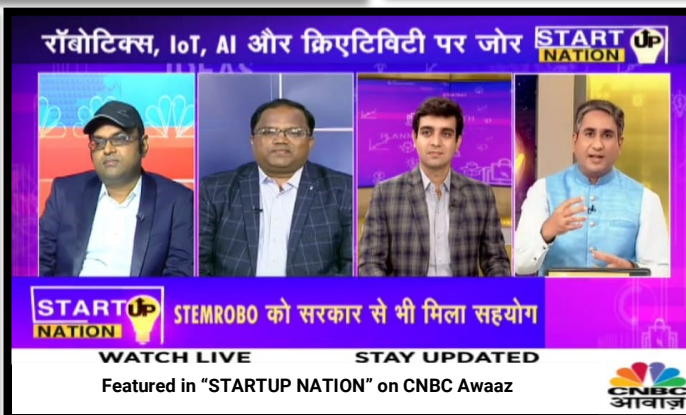 रॉबोटिक्स, IoT, AI और क्रिएटिविटी पर जोर
START UP
NATION
START UP
NATION
STEMROBO को सरकार से भी मिला सहयोग
WATCH LIVE STAY UPDATED
Featured in “STARTUP NATION” on CNBC Awaaz
CNBC
आवाज़